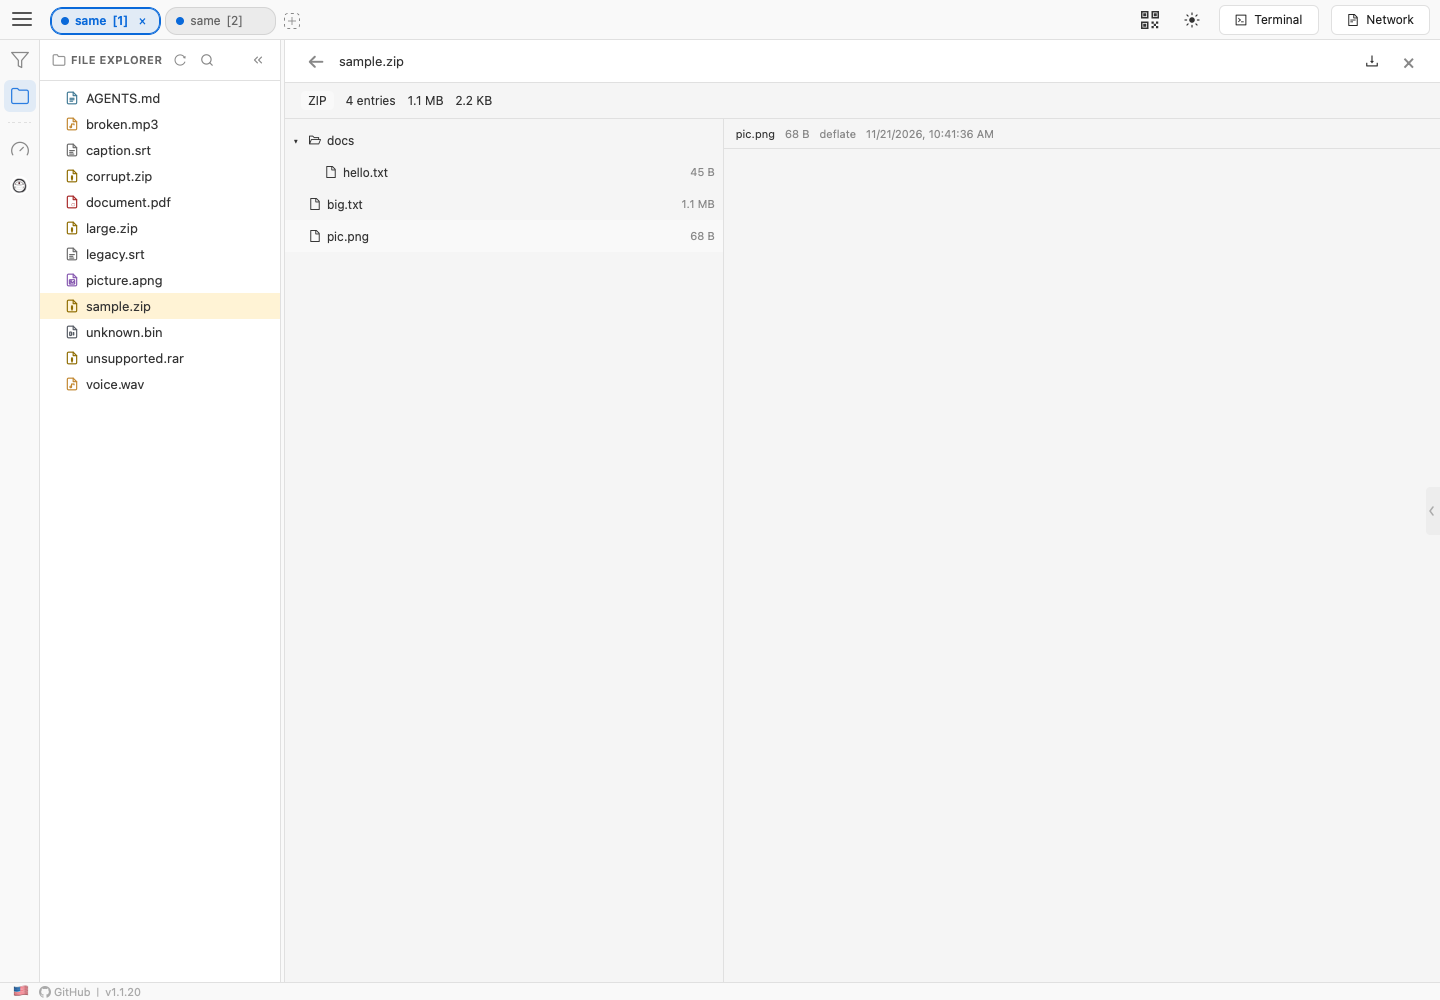 same [1] ×
same [2]
Terminal
Network
FILE EXPLORER
AGENTS.md
broken.mp3
caption.srt
corrupt.zip
document.pdf
large.zip
legacy.srt
picture.apng
sample.zip
unknown.bin
unsupported.rar
voice.wav
sample.zip
ZIP 4 entries 1.1 MB 2.2 KB
docs
hello.txt 45 B
big.txt 1.1 MB
pic.png 68 B
pic.png 68 B deflate 11/21/2026, 10:41:36 AM
GitHub | v1.1.20